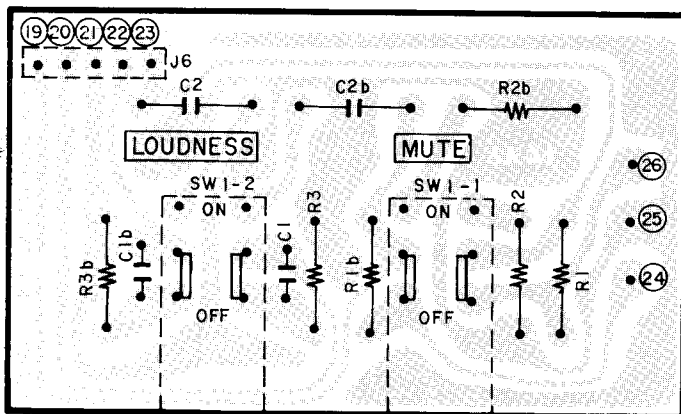 19 20 21 22 23
J6
C2
C2b
R2b
LOUDNESS
MUTE
26
SW1-2
SW1-1
ON
ON
R3
R2
25
R3b
C1b
C1
R1b
R1
24
OFF
OFF